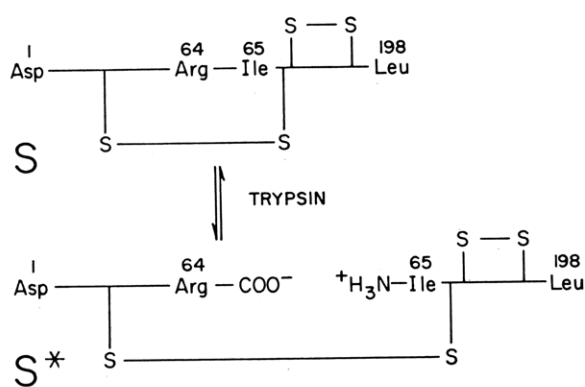 S — S
1 64 65 198
Asp Arg — Ile Leu
S S
S
TRYPSIN
S — S
1 64 65 198
Asp Arg — COO⁻ ⁺H₃N — Ile Leu
S S
S*